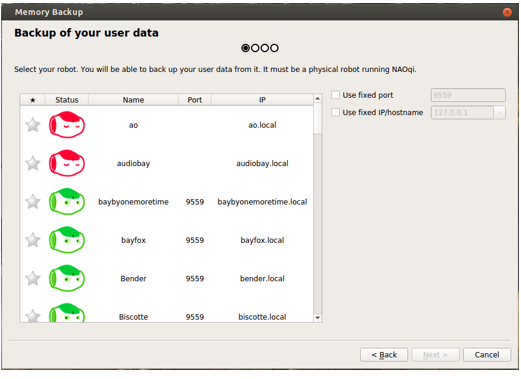 Memory Backup
Backup of your user data
Select your robot. You will be able to back up your user data from it. It must be a physical robot running NAOqi.
★ Status Name Port IP
ao ao.local
audiobay audiobay.local
baybyonemoretime 9559 baybyonemoretime.local
bayfox 9559 bayfox.local
Bender 9559 bender.local
Biscotte 9559 biscotte.local
Use fixed port 9559
Use fixed IP/hostname 127.0.0.1
< Back Next > Cancel